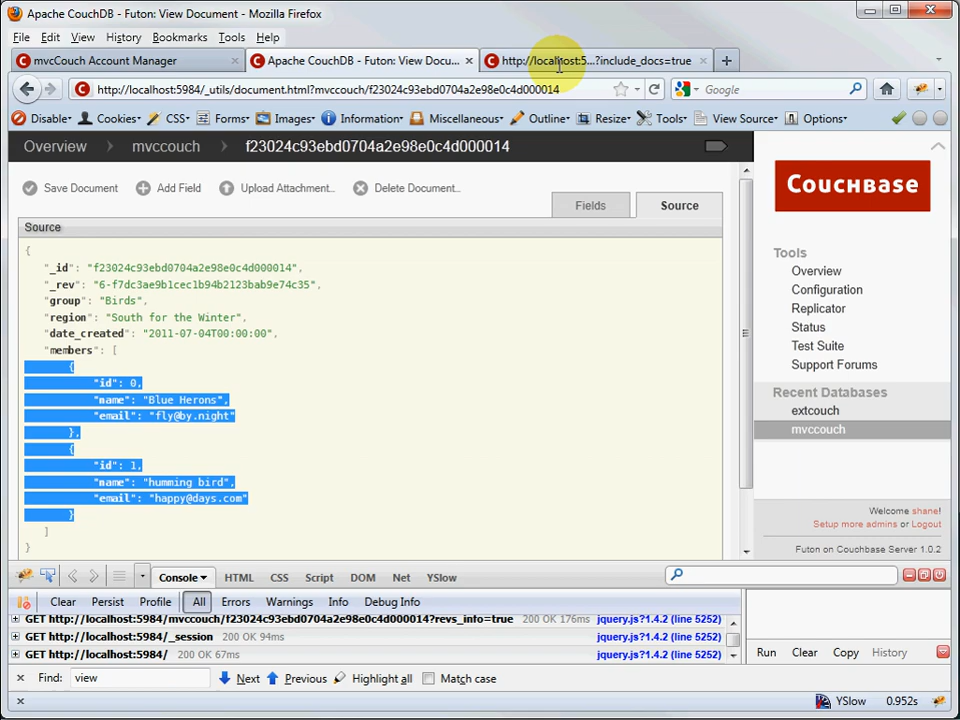 Apache CouchDB - Futon: View Document - Mozilla Firefox
File Edit View History Bookmarks Tools Help
mvcCouch Account Manager × Apache CouchDB - Futon: View Docu... × http://localhost:5...?include_docs=true × +
http://localhost:5984/_utils/document.html?mvccouch/f23024c93ebd0704a2e98e0c4d000014 Google
Disable Cookies CSS Forms Images Information Miscellaneous Outline Resize Tools View Source Options
Overview mvccouch f23024c93ebd0704a2e98e0c4d000014
COUCHBASE
Save Document Add Field Upload Attachment... Delete Document...
Fields Source
Source
{
"_id": "f23024c93ebd0704a2e98e0c4d000014",
"_rev": "6-f7dc3ae9b1cec1b94b2123bab9e74c35",
"group": "Birds",
"region": "South for the Winter",
"date_created": "2011-07-04T00:00:00",
"members": [
{
"id": 0,
"name": "Blue Herons",
"email": "fly@by.night"
},
{
"id": 1,
"name": "humming bird",
"email": "happy@days.com"
}
]
}
Tools
Overview
Configuration
Replicator
Status
Test Suite
Support Forums
Recent Databases
extcouch
mvccouch
Welcome shane!
Setup more admins or Logout
Futon on Couchbase Server 1.0.2
Console HTML CSS Script DOM Net YSlow
Clear Persist Profile All Errors Warnings Info Debug Info
GET http://localhost:5984/mvccouch/f23024c93ebd0704a2e98e0c4d000014?revs_info=true 200 OK 176ms jquery.js?1.4.2 (line 5252)
GET http://localhost:5984/_session 200 OK 94ms jquery.js?1.4.2 (line 5252)
GET http://localhost:5984/ 200 OK 67ms jquery.js?1.4.2 (line 5252)
Run Clear Copy History
× Find: view Next Previous Highlight all Match case
× YSlow 0.952s